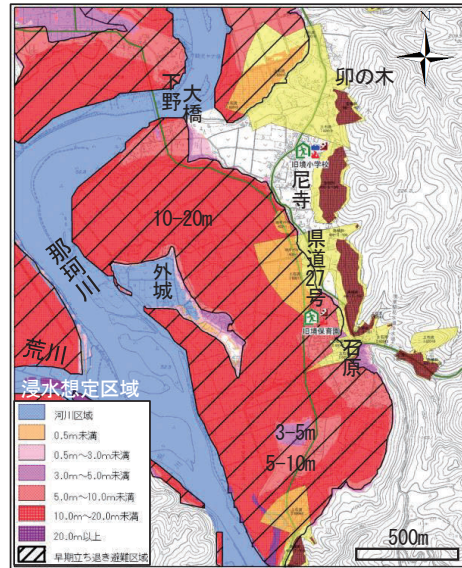 N
卯の木
下野
大橋
旧境小学校
尼寺
10-20m
県道27号
那珂川
外城
旧境保育園
石原
荒川
3-5m
5-10m
浸水想定区域
河川区域
0.5m未満
0.5m～3.0m未満
3.0m～5.0m未満
5.0m～10.0m未満
10.0m～20.0m未満
20.0m以上
早期立ち退き避難区域
500m